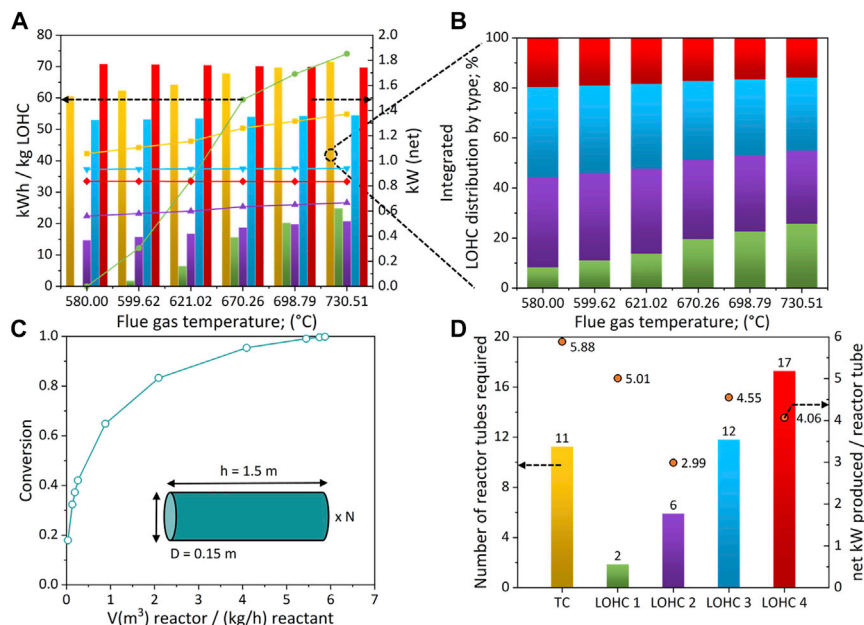 A
kWh / kg LOHC
80
70
60
50
40
30
20
10
0
2.0
1.8
1.6
1.4
1.2
1.0
0.8
0.6
0.4
0.2
0.0
kW (net)
580.00 599.62 621.02 670.26 698.79 730.51
Flue gas temperature; (°C)
B
Integrated
LOHC distribution by type; %
100
80
60
40
20
0
580.00 599.62 621.02 670.26 698.79 730.51
Flue gas temperature; (°C)
C
Conversion
1.0
0.8
0.6
0.4
0.2
0.0
h = 1.5 m
x N
D = 0.15 m
0 1 2 3 4 5 6 7
V(m³) reactor / (kg/h) reactant
D
Number of reactor tubes required
20
16
12
8
4
0
5.88
5.01
2.99
4.55
4.06
11
2
6
12
17
6
5
4
3
2
1
0
net kW produced / reactor tube
TC LOHC 1 LOHC 2 LOHC 3 LOHC 4